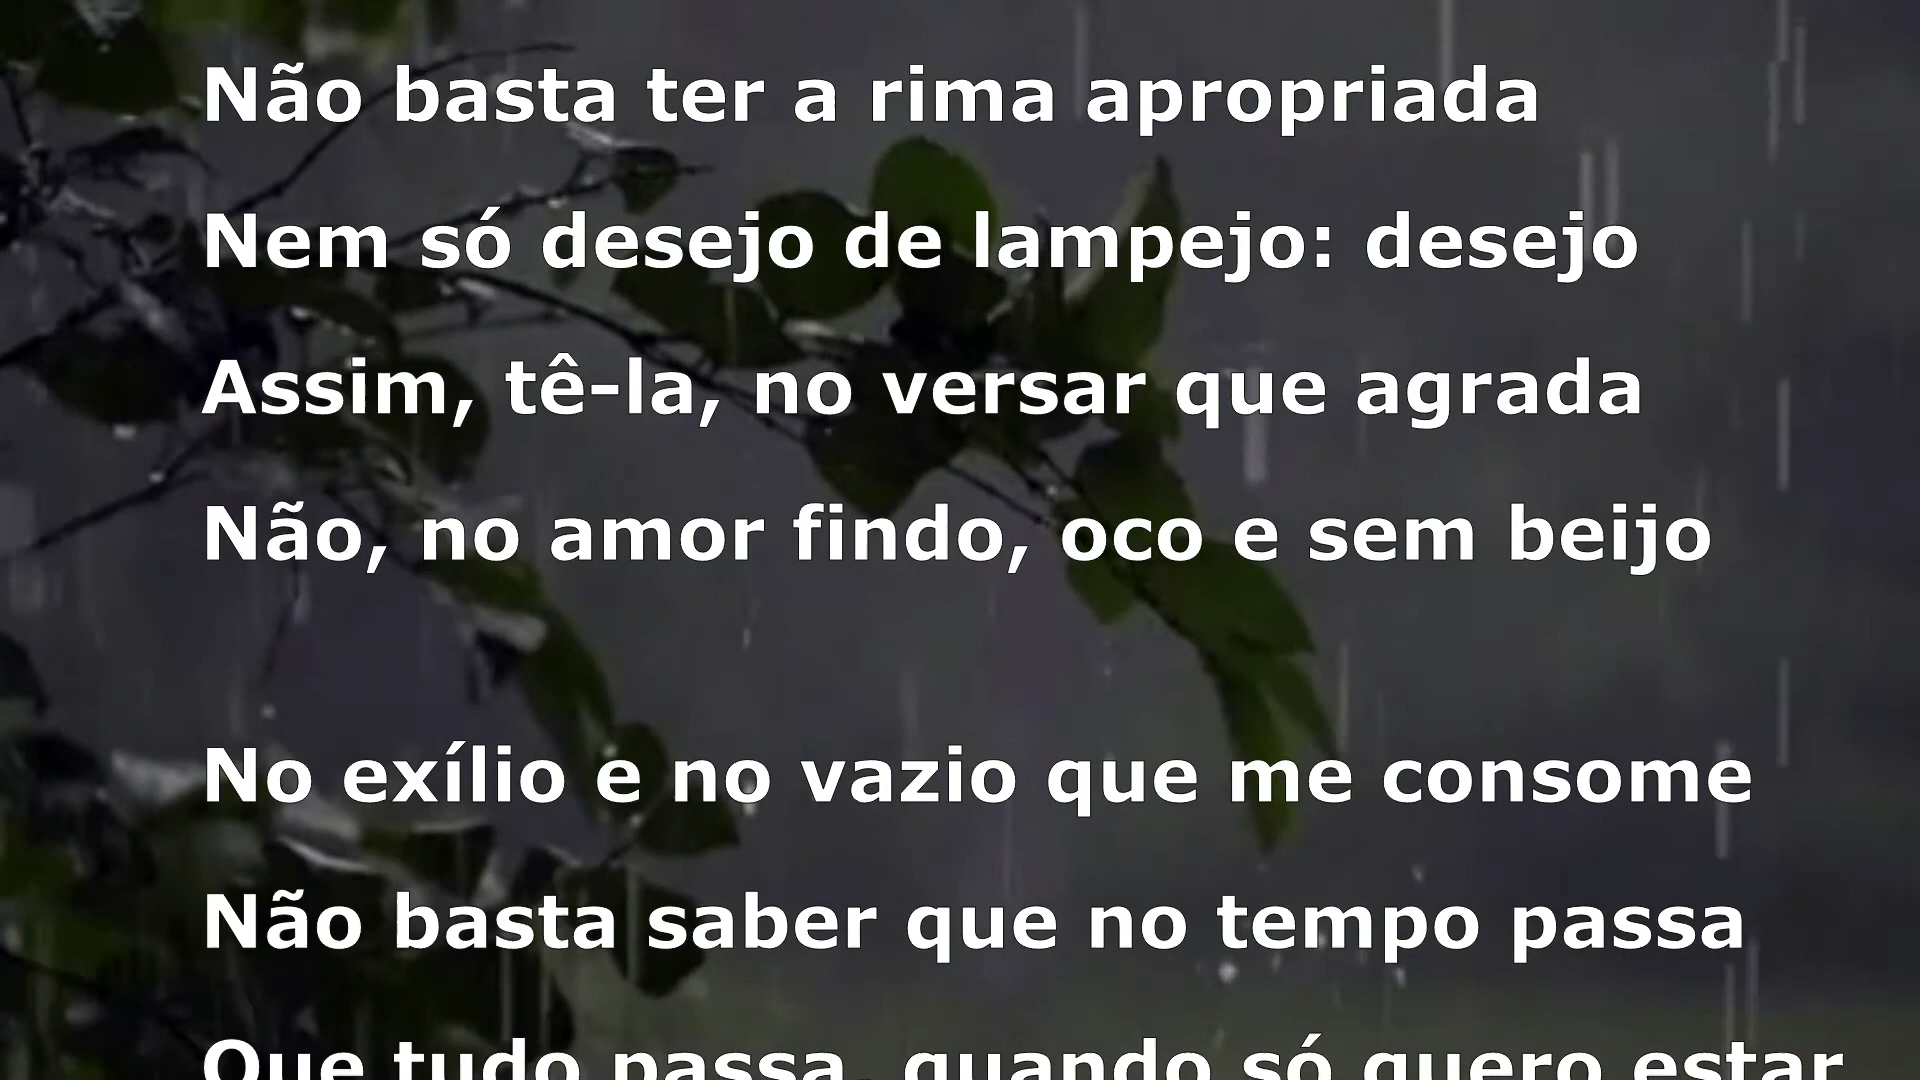 Não basta ter a rima apropriada
Nem só desejo de lampejo: desejo
Assim, tê-la, no versar que agrada
Não, no amor findo, oco e sem beijo
No exílio e no vazio que me consome
Não basta saber que no tempo passa
Que tudo passa, quando só quero estar